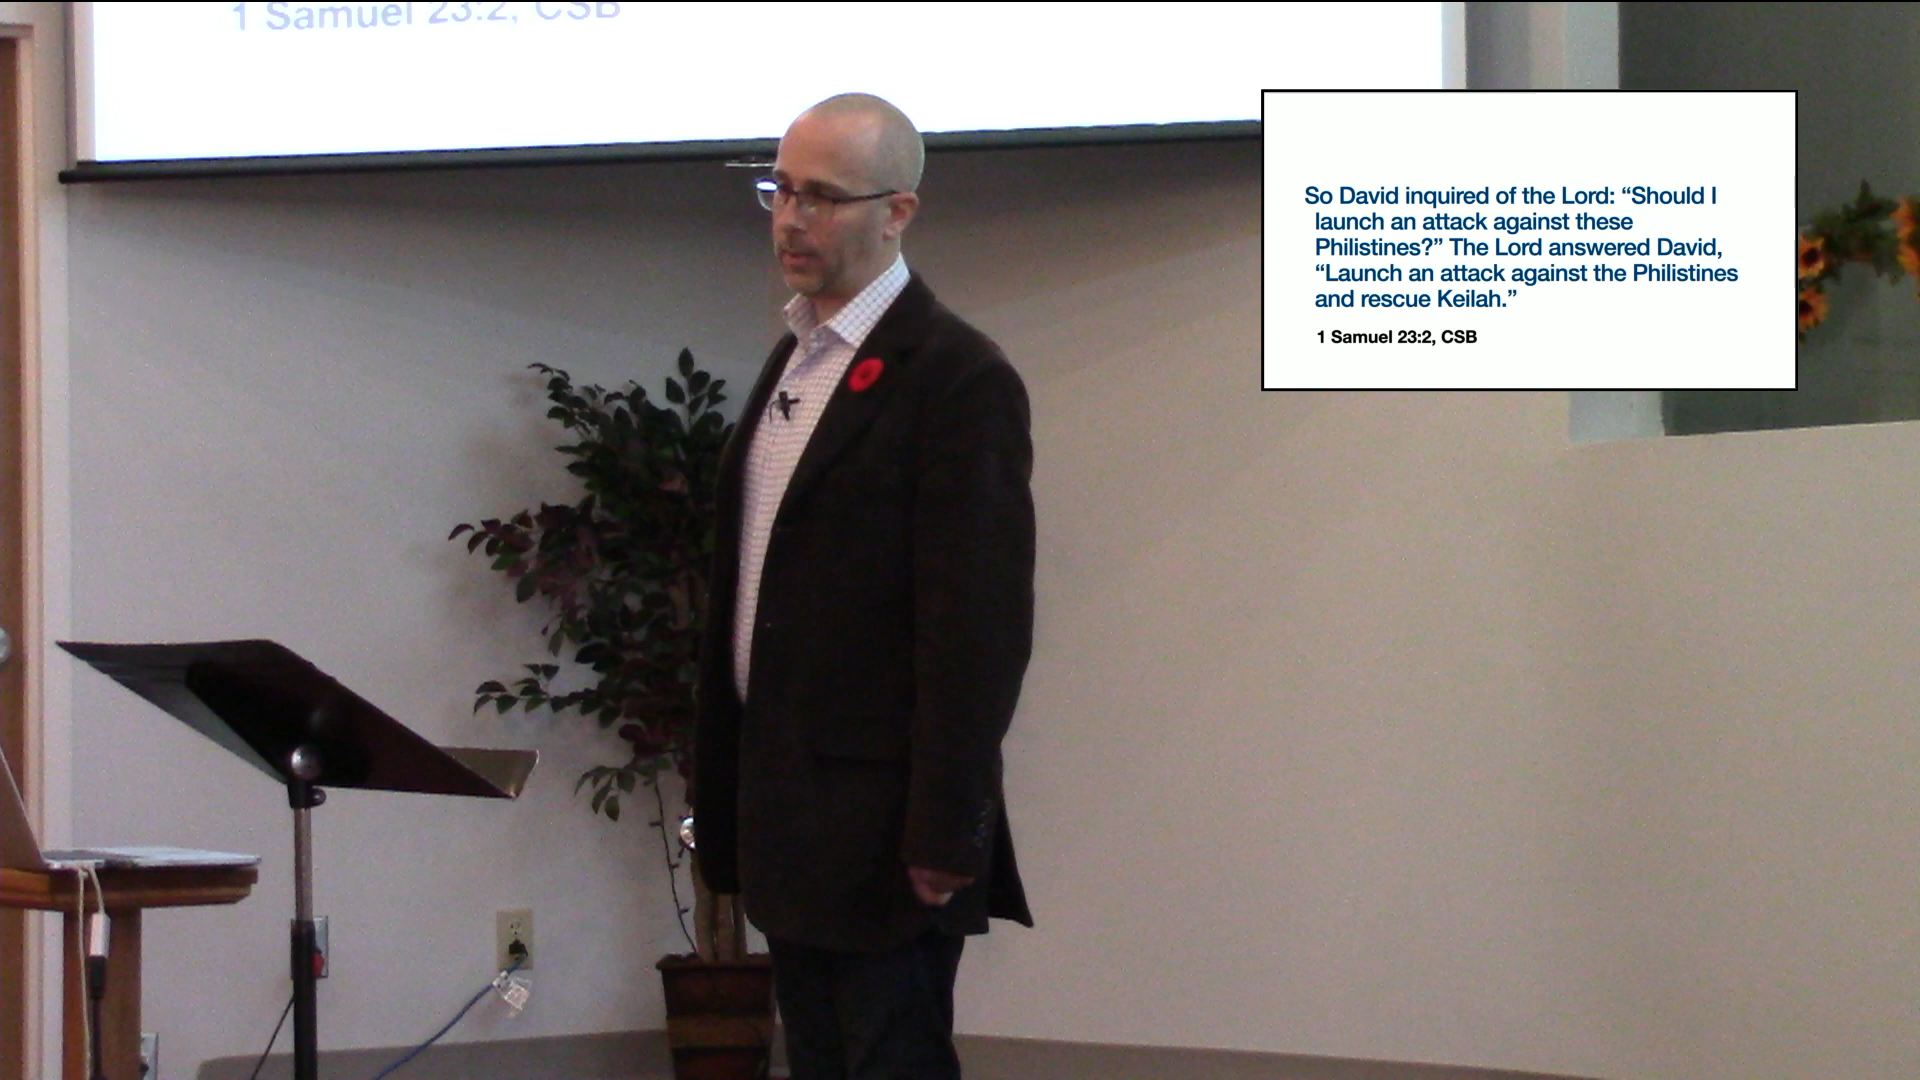 1 Samuel 23:2, CSB
So David inquired of the Lord: “Should I
launch an attack against these
Philistines?” The Lord answered David,
“Launch an attack against the Philistines
and rescue Keilah.”
1 Samuel 23:2, CSB